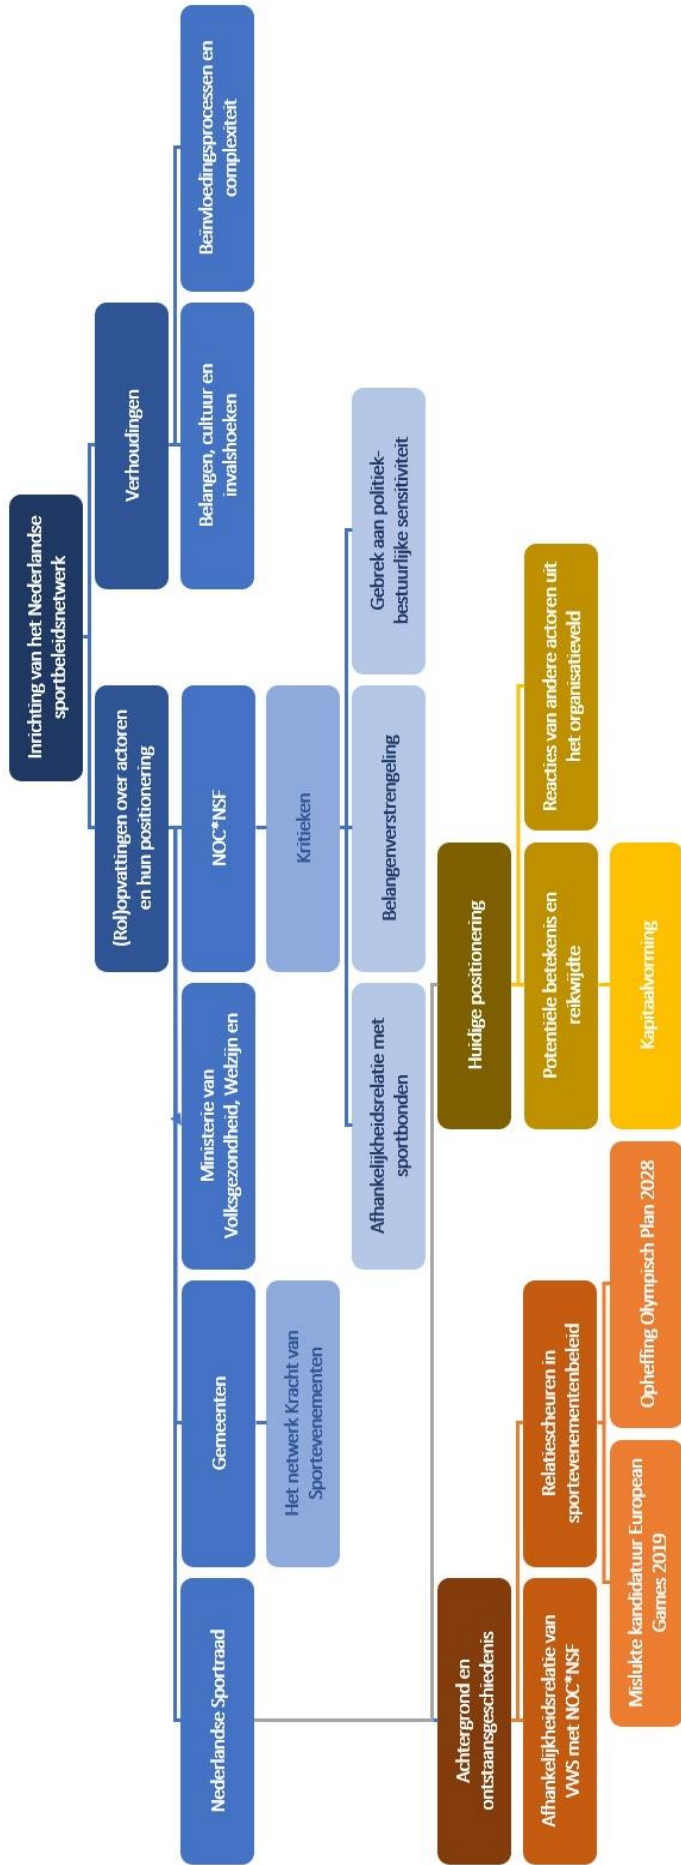 Inrichting van het Nederlandse
sportbeleidsnetwerk
(Rol)opvattingen over actoren
en hun positionering
Verhoudingen
Nederlandse Sportraad
Gemeenten
Ministerie van
Volksgezondheid, Welzijn en
NOC*NSF
Belangen, cultuur en
invalshoeken
Beïnvloedingsprocessen en
complexiteit
Het netwerk Kracht van
Sportevenementen
Kritieken
Afhankelijkheidsrelatie met
sportbonden
Belangenverstrengeling
Gebrek aan politiek-
bestuurlijke sensitiviteit
Achtergrond en
ontstaansgeschiedenis
Huidige positionering
Afhankelijkheidsrelatie van
VWS met NOC*NSF
Relatiescheuren in
sportevenementenbeleid
Potentiële betekenis en
reikwijdte
Reacties van andere actoren uit
het organisatieveld
Mislukte kandidatuur European
Games 2019
Opheffing Olympisch Plan 2028
Kapitaalvorming